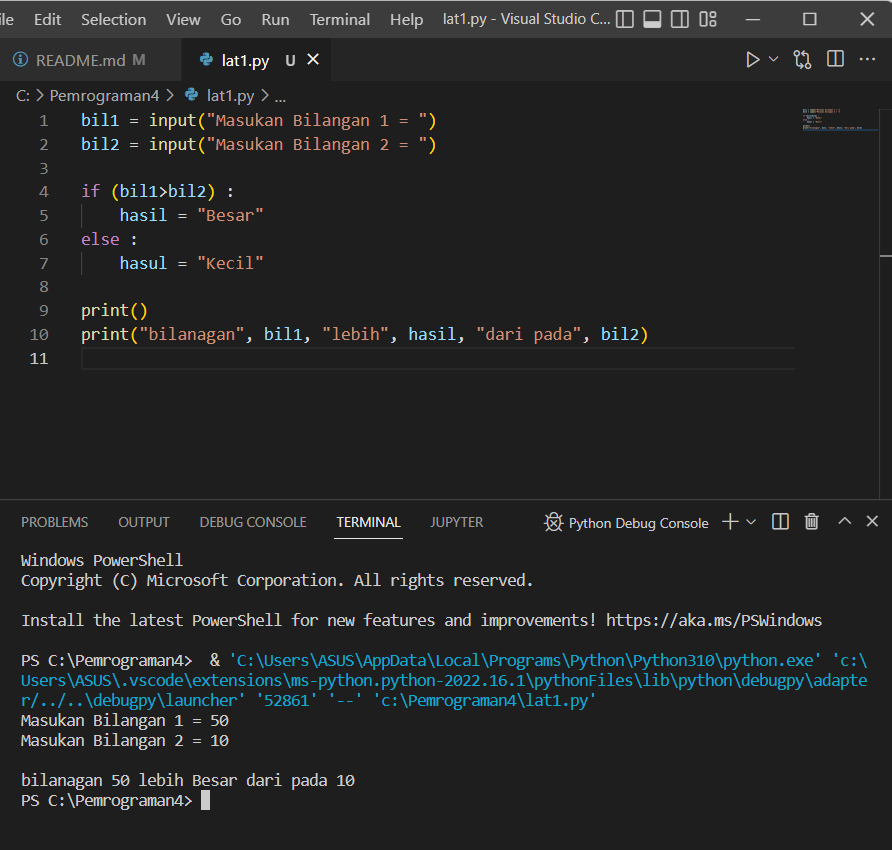 ile Edit Selection View Go Run Terminal Help lat1.py - Visual Studio C...
README.md M lat1.py U
C: > Pemrograman4 > lat1.py > ...
1 bil1 = input("Masukan Bilangan 1 = ")
2 bil2 = input("Masukan Bilangan 2 = ")
3
4 if (bil1>bil2) :
5     hasil = "Besar"
6 else :
7     hasul = "Kecil"
8
9 print()
10 print("bilanagan", bil1, "lebih", hasil, "dari pada", bil2)
11
PROBLEMS OUTPUT DEBUG CONSOLE TERMINAL JUPYTER Python Debug Console
Windows PowerShell
Copyright (C) Microsoft Corporation. All rights reserved.
Install the latest PowerShell for new features and improvements! https://aka.ms/PSWindows
PS C:\Pemrograman4>  & 'C:\Users\ASUS\AppData\Local\Programs\Python\Python310\python.exe' 'c:\
Users\ASUS\.vscode\extensions\ms-python.python-2022.16.1\pythonFiles\lib\python\debugpy\adapte
r/../..\debugpy\launcher' '52861' '--' 'c:\Pemrograman4\lat1.py'
Masukan Bilangan 1 = 50
Masukan Bilangan 2 = 10
bilanagan 50 lebih Besar dari pada 10
PS C:\Pemrograman4>